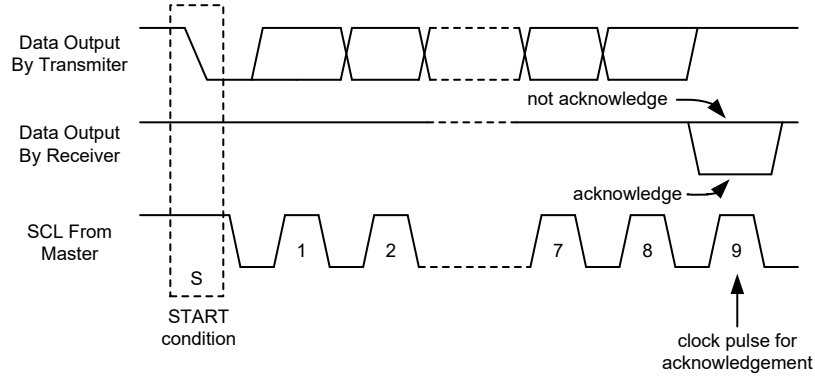 Data Output
By Transmiter
not acknowledge
Data Output
By Receiver
acknowledge
SCL From
Master
1
2
7
8
9
S
START
condition
clock pulse for
acknowledgement